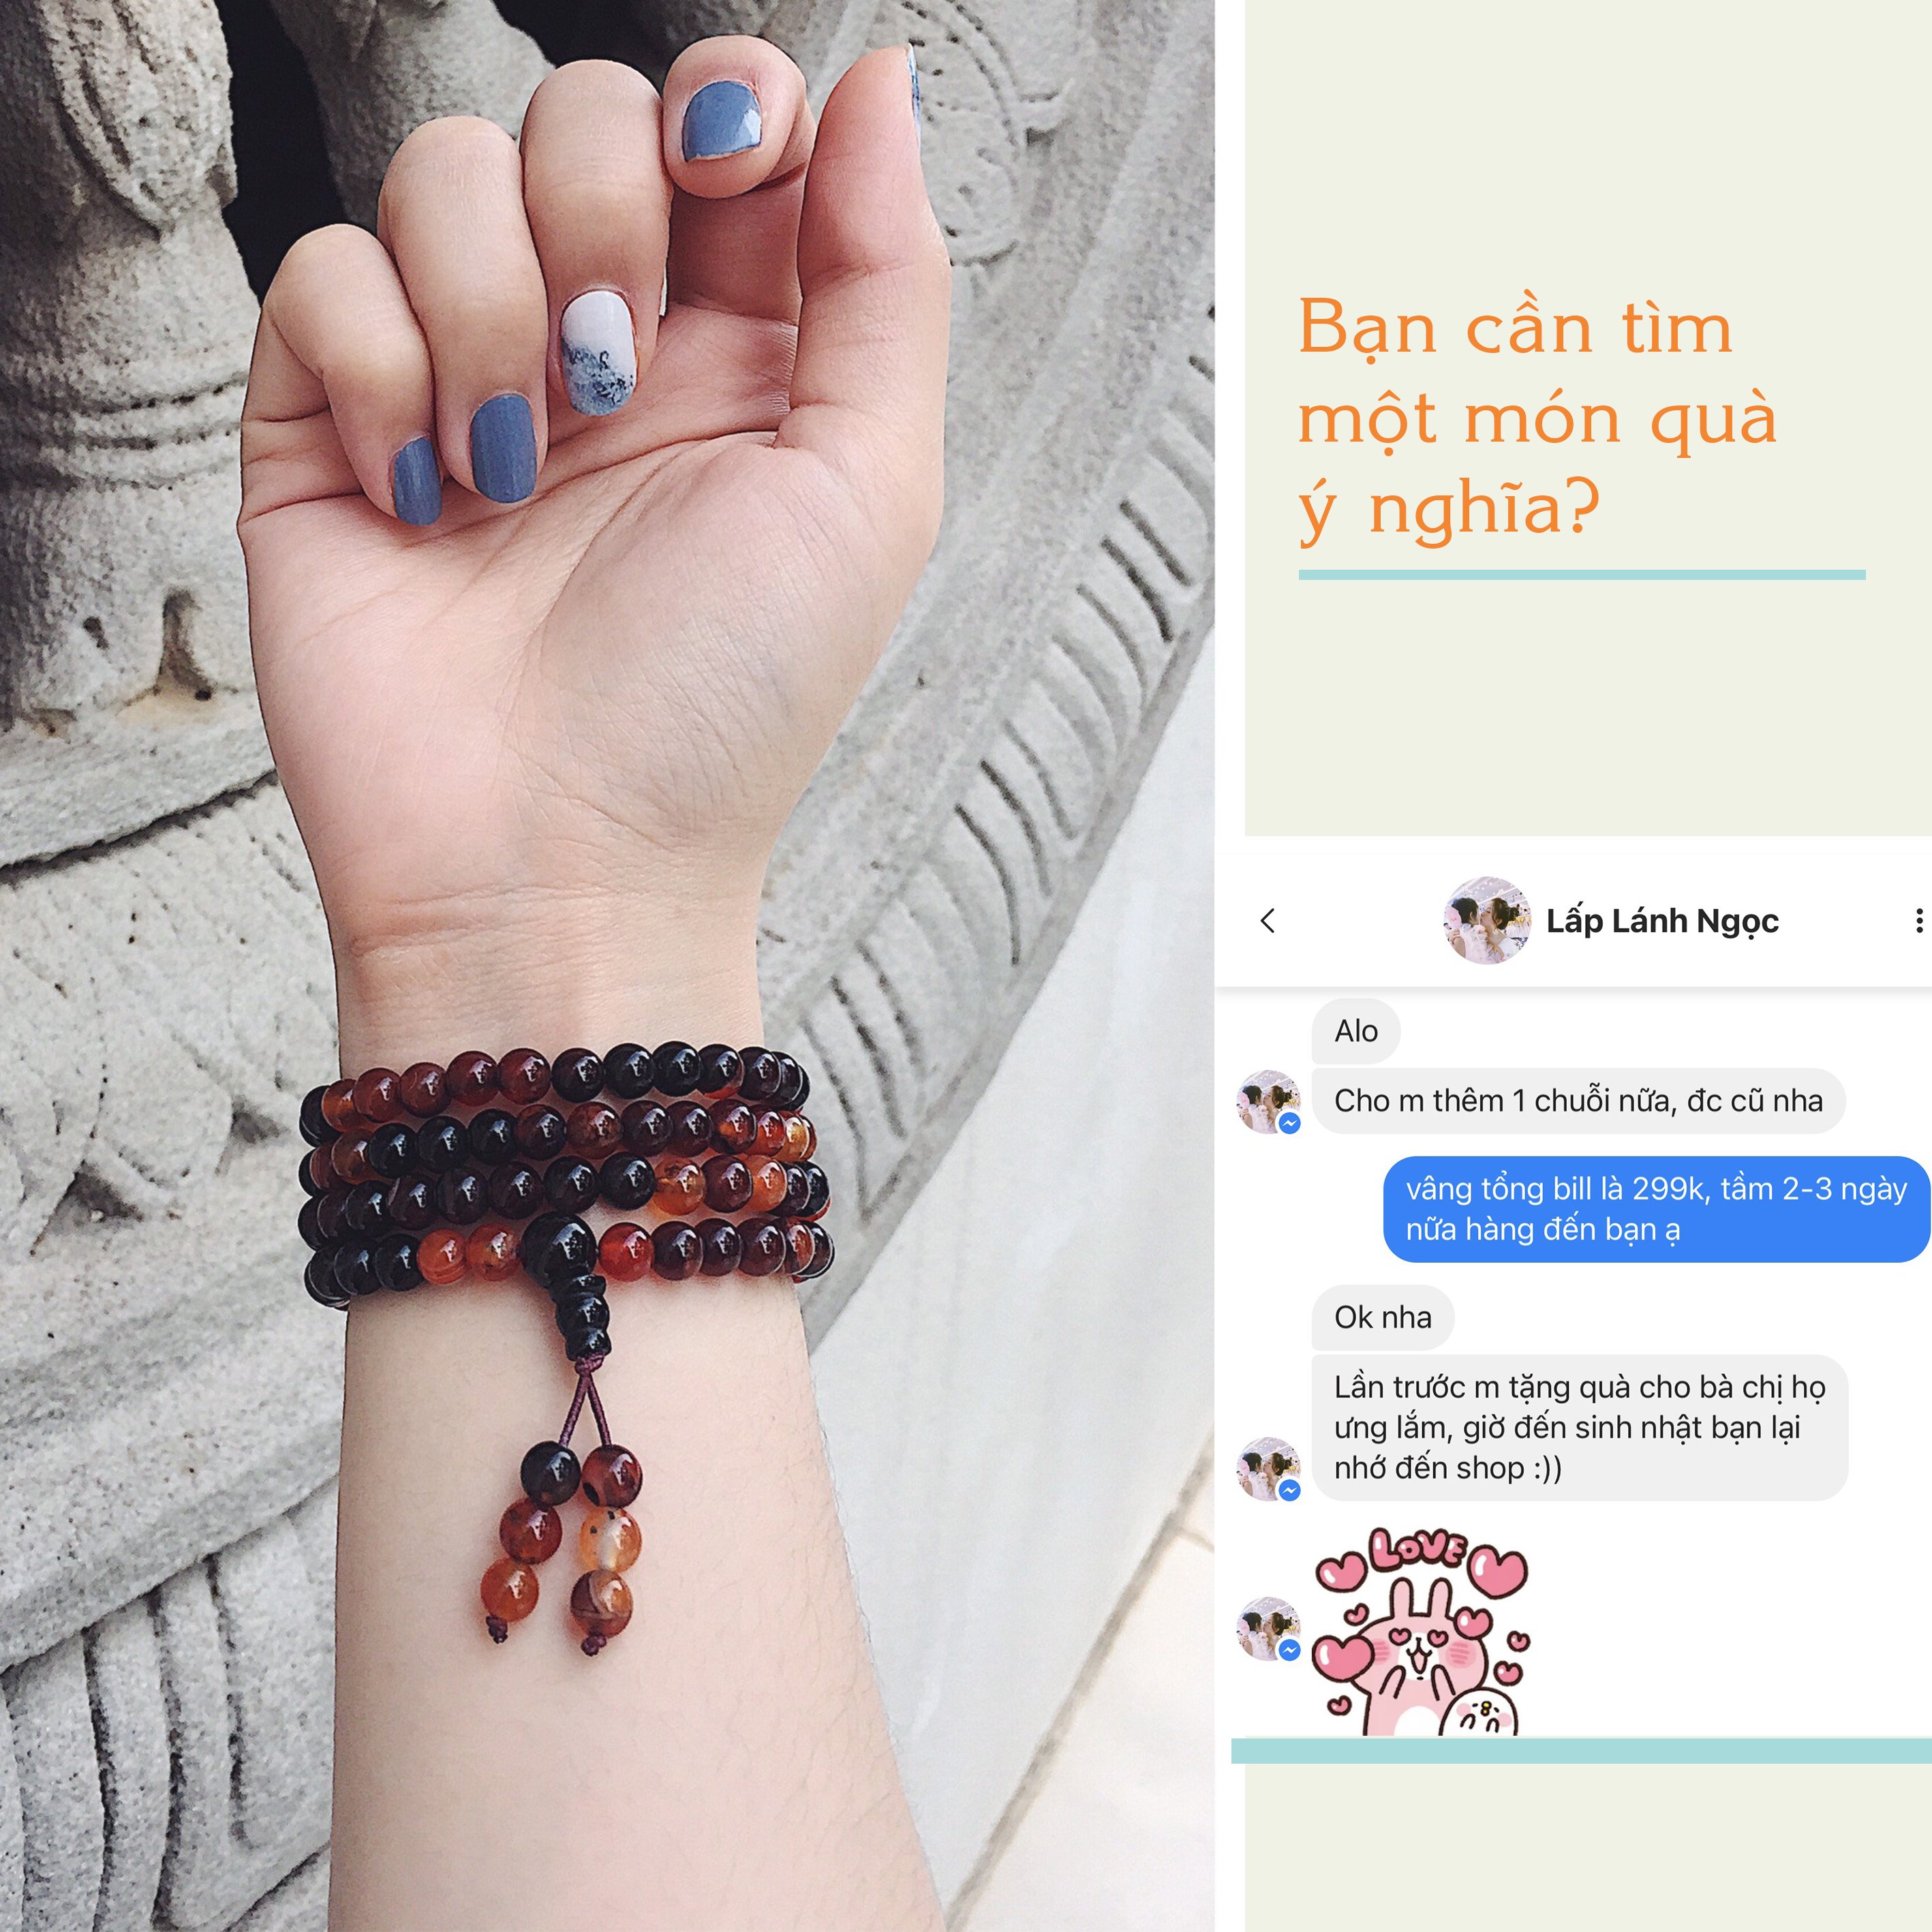 Bạn cần tìm
một món quà
ý nghĩa?
Lấp Lánh Ngọc
Alo
Cho m thêm 1 chuỗi nữa, đc cũ nha
vâng tổng bill là 299k, tầm 2-3 ngày
nữa hàng đến bạn ạ
Ok nha
Lần trước m tặng quà cho bà chị họ
ưng lắm, giờ đến sinh nhật bạn lại
nhớ đến shop :))
LOVE